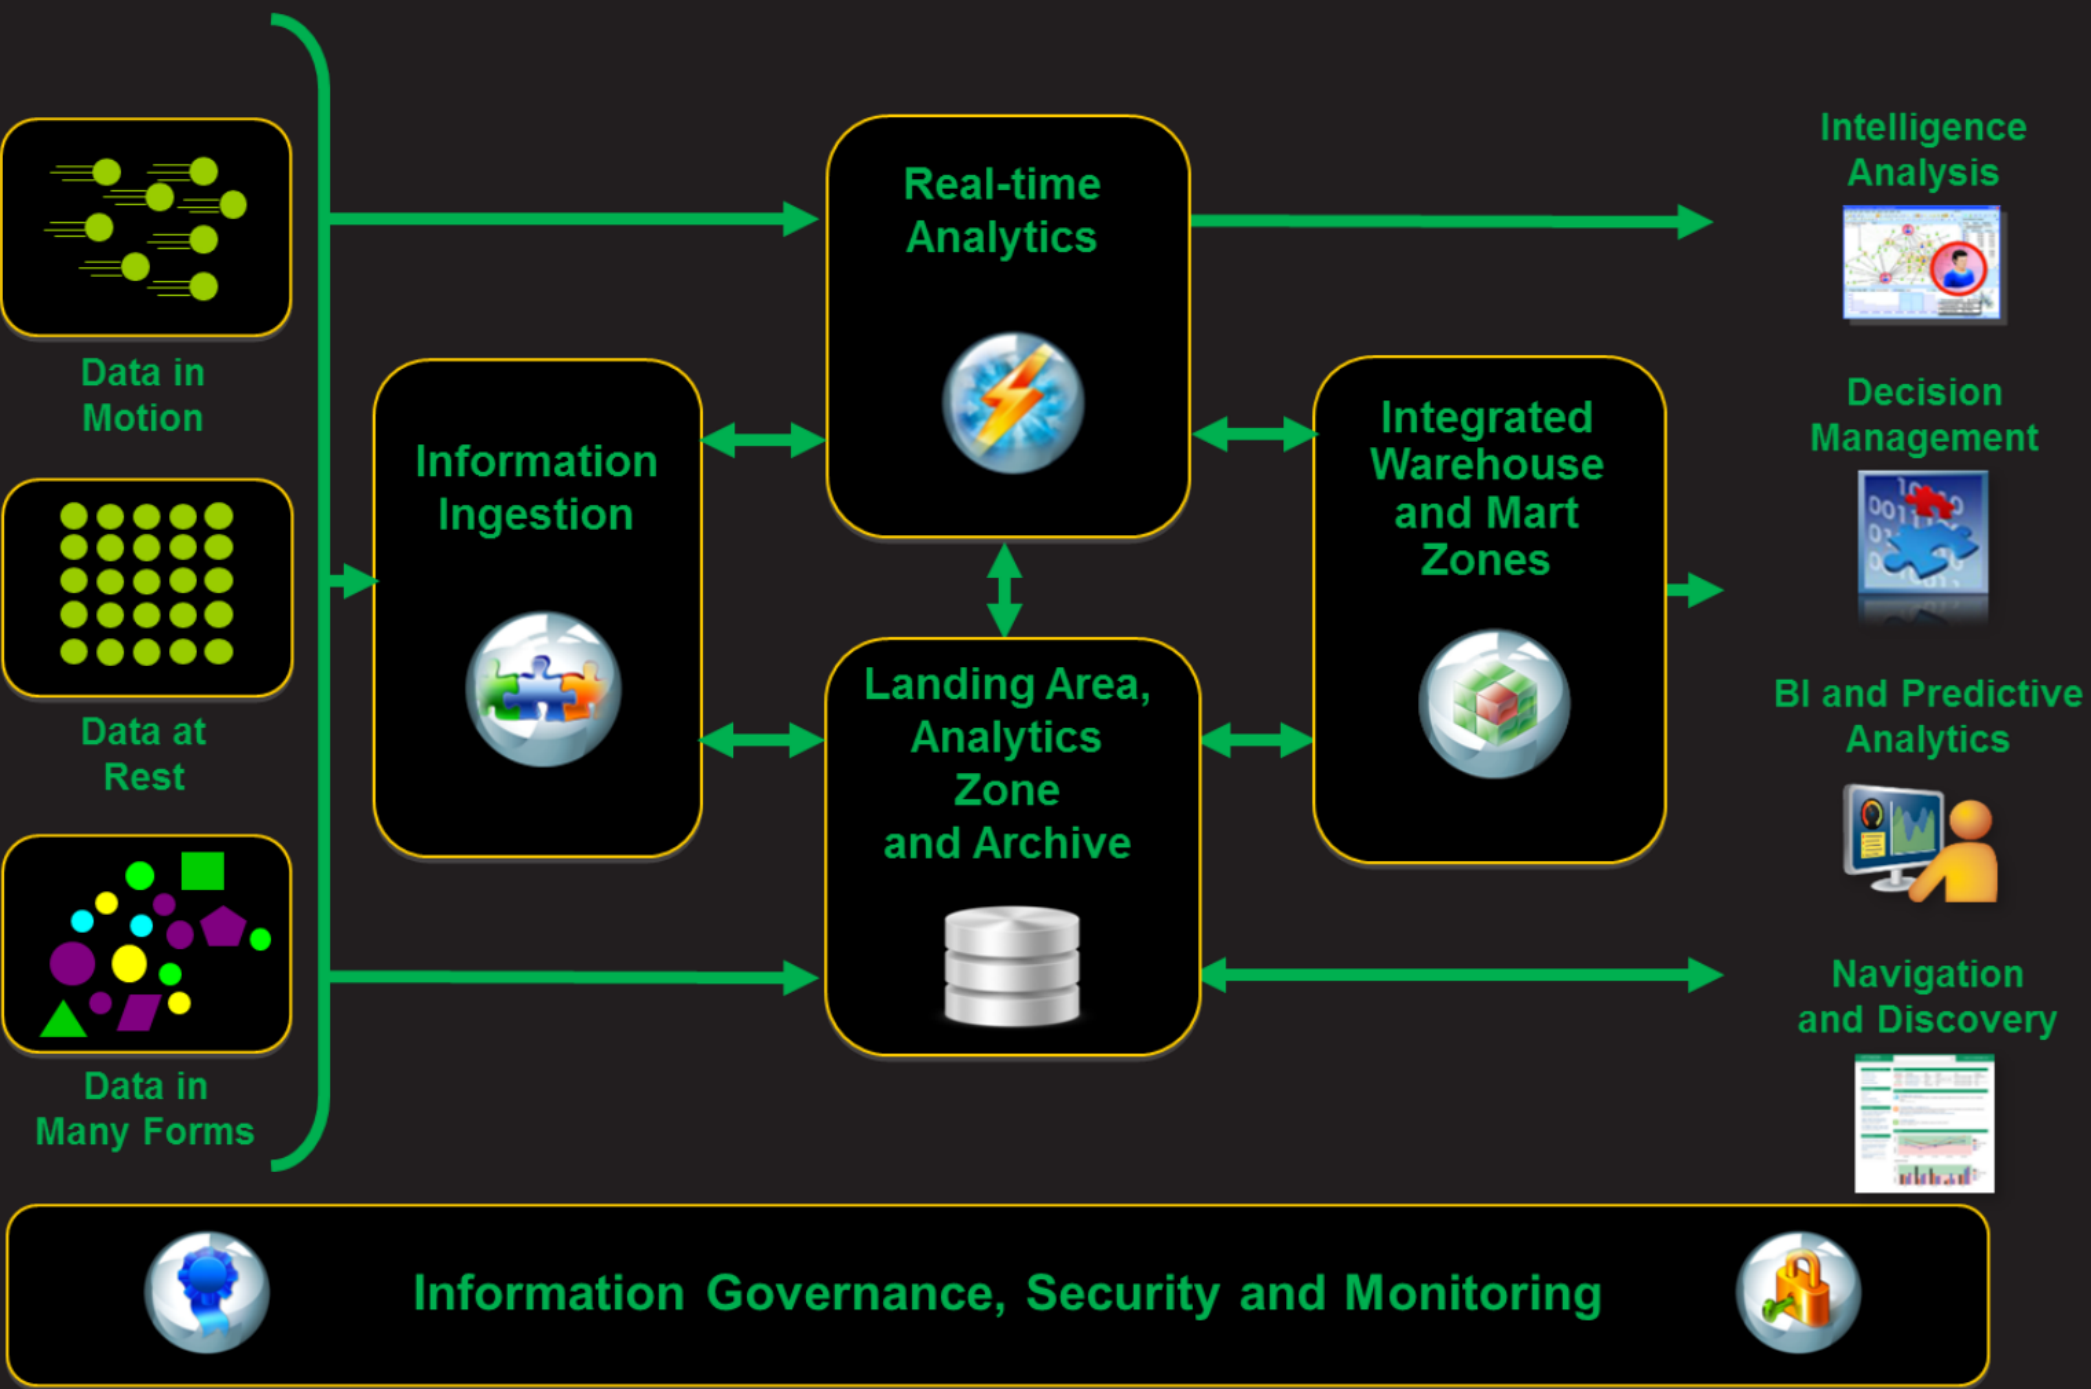 Data in
Motion
Data at
Rest
Data in
Many Forms
Information
Ingestion
Real-time
Analytics
Landing Area,
Analytics
Zone
and Archive
Integrated
Warehouse
and Mart
Zones
Intelligence
Analysis
Decision
Management
BI and Predictive
Analytics
Navigation
and Discovery
Information Governance, Security and Monitoring